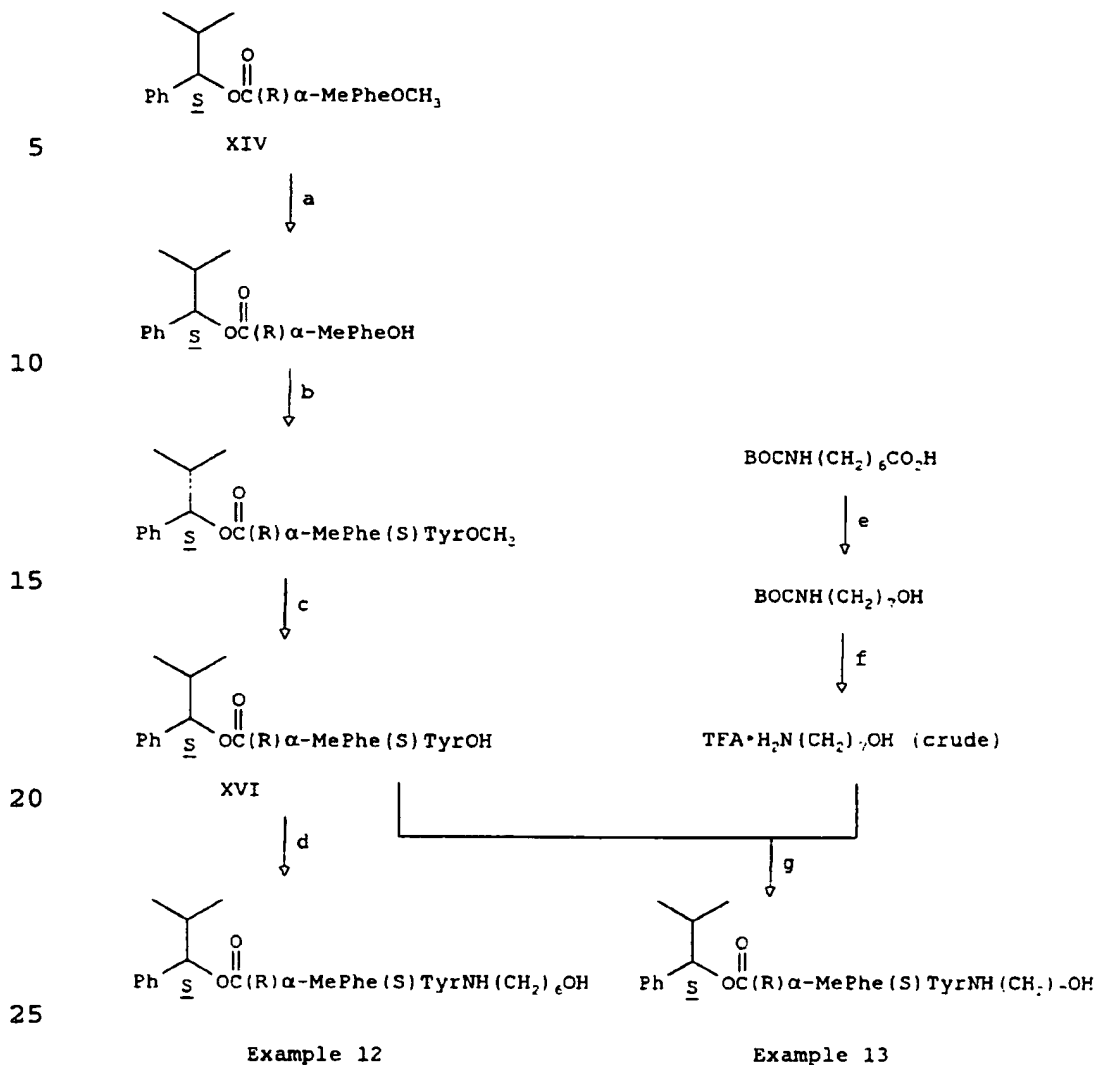 O
Ph S OC(R)α-MePheOCH3
5
XIV
a
O
Ph S OC(R)α-MePheOH
10
b
O
Ph S OC(R)α-MePhe(S)TyrOCH3
BOCNH(CH2)6CO2H
e
15
c
BOCNH(CH2)7OH
f
O
Ph S OC(R)α-MePhe(S)TyrOH
TFA•H2N(CH2)7OH (crude)
XVI
20
d
g
O
Ph S OC(R)α-MePhe(S)TyrNH(CH2)6OH
O
Ph S OC(R)α-MePhe(S)TyrNH(CH2)7OH
25
Example 12
Example 13